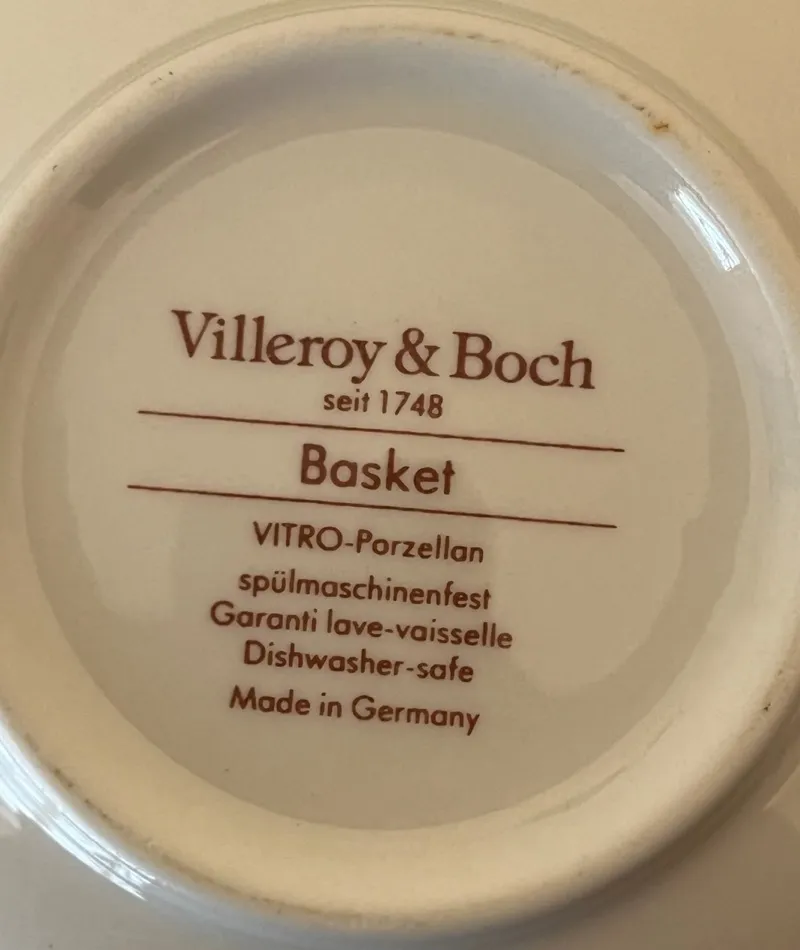 Villeroy & Boch
seit 1748
Basket
VITRO-Porzellan
spülmaschinenfest
Garanti lave-vaisselle
Dishwasher-safe
Made in Germany